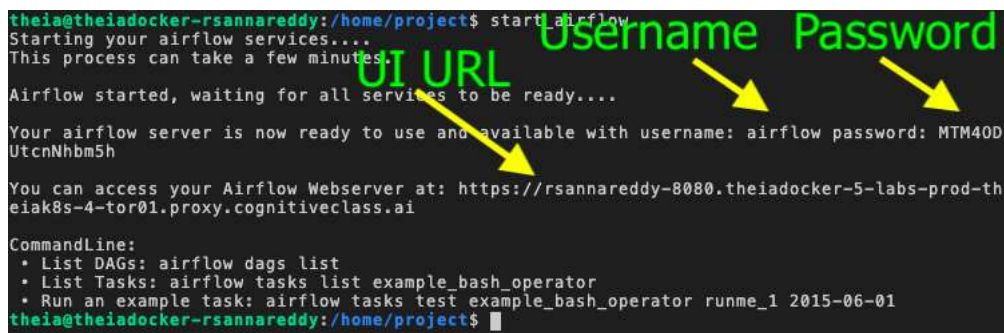 theia@theiadocker-rsannareddy:/home/project$ start_airflow
Username Password
Starting your airflow services....
This process can take a few minutes.
UI URL
Airflow started, waiting for all services to be ready....
Your airflow server is now ready to use and available with username: airflow password: MTM4OD
UtcnNhbm5h
You can access your Airflow Webserver at: https://rsannareddy-8080.theiadocker-5-labs-prod-th
eiak8s-4-tor01.proxy.cognitiveclass.ai
CommandLine:
• List DAGs: airflow dags list
• List Tasks: airflow tasks list example_bash_operator
• Run an example task: airflow tasks test example_bash_operator runme_1 2015-06-01
theia@theiadocker-rsannareddy:/home/project$